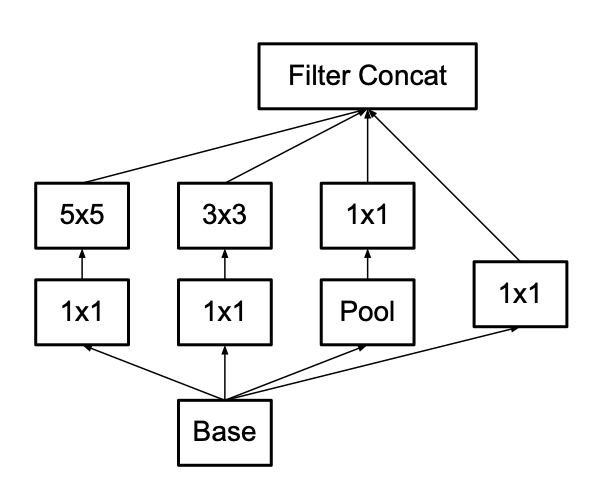 Filter Concat
5x5
3x3
1x1
1x1
1x1
Pool
1x1
Base